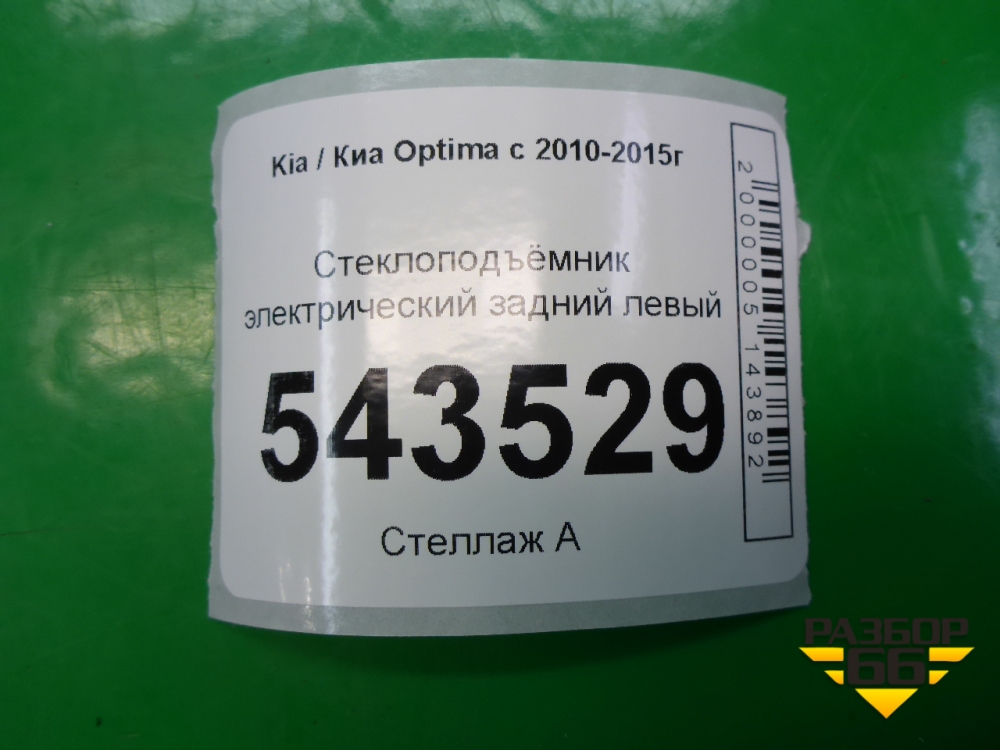 Kia / Киа Optima с 2010-2015г
Стеклоподъёмник
электрический задний левый
543529
Стеллаж А
2000005143892
РАЗБОР
66